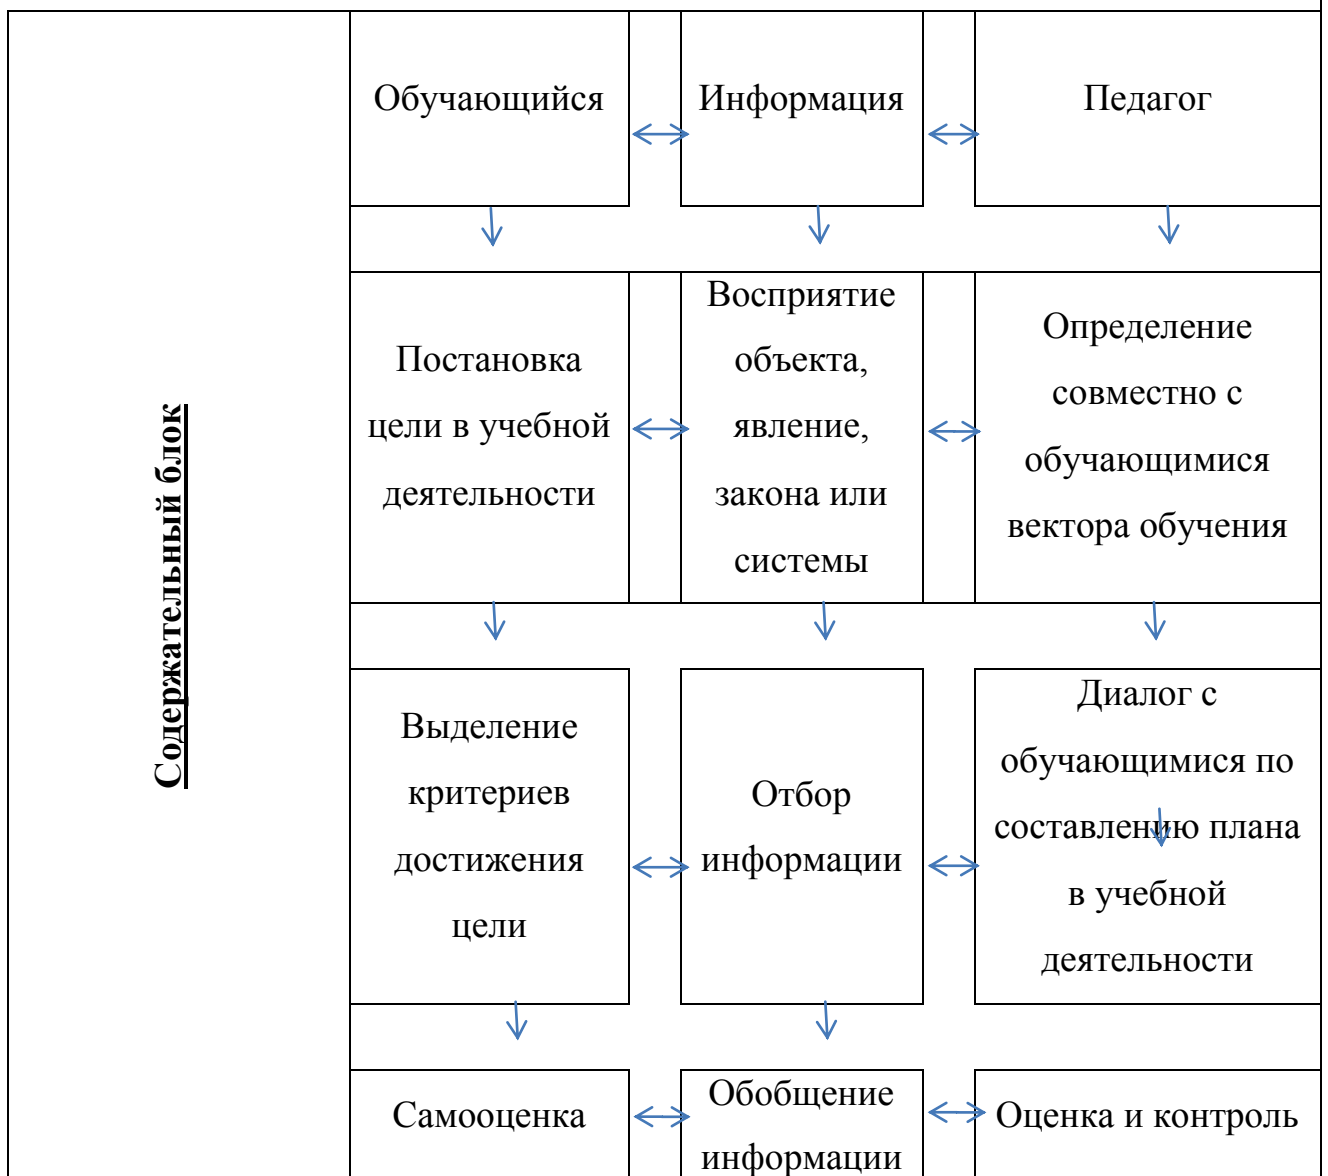 Содержательный блок
Обучающийся
Информация
Педагог
Постановка
цели в учебной
деятельности
Восприятие
объекта,
явление,
закона или
системы
Определение
совместно с
обучающимися
вектора обучения
Выделение
критериев
достижения
цели
Отбор
информации
Диалог с
обучающимися по
составлению плана
в учебной
деятельности
Самооценка
Обобщение
информации
Оценка и контроль